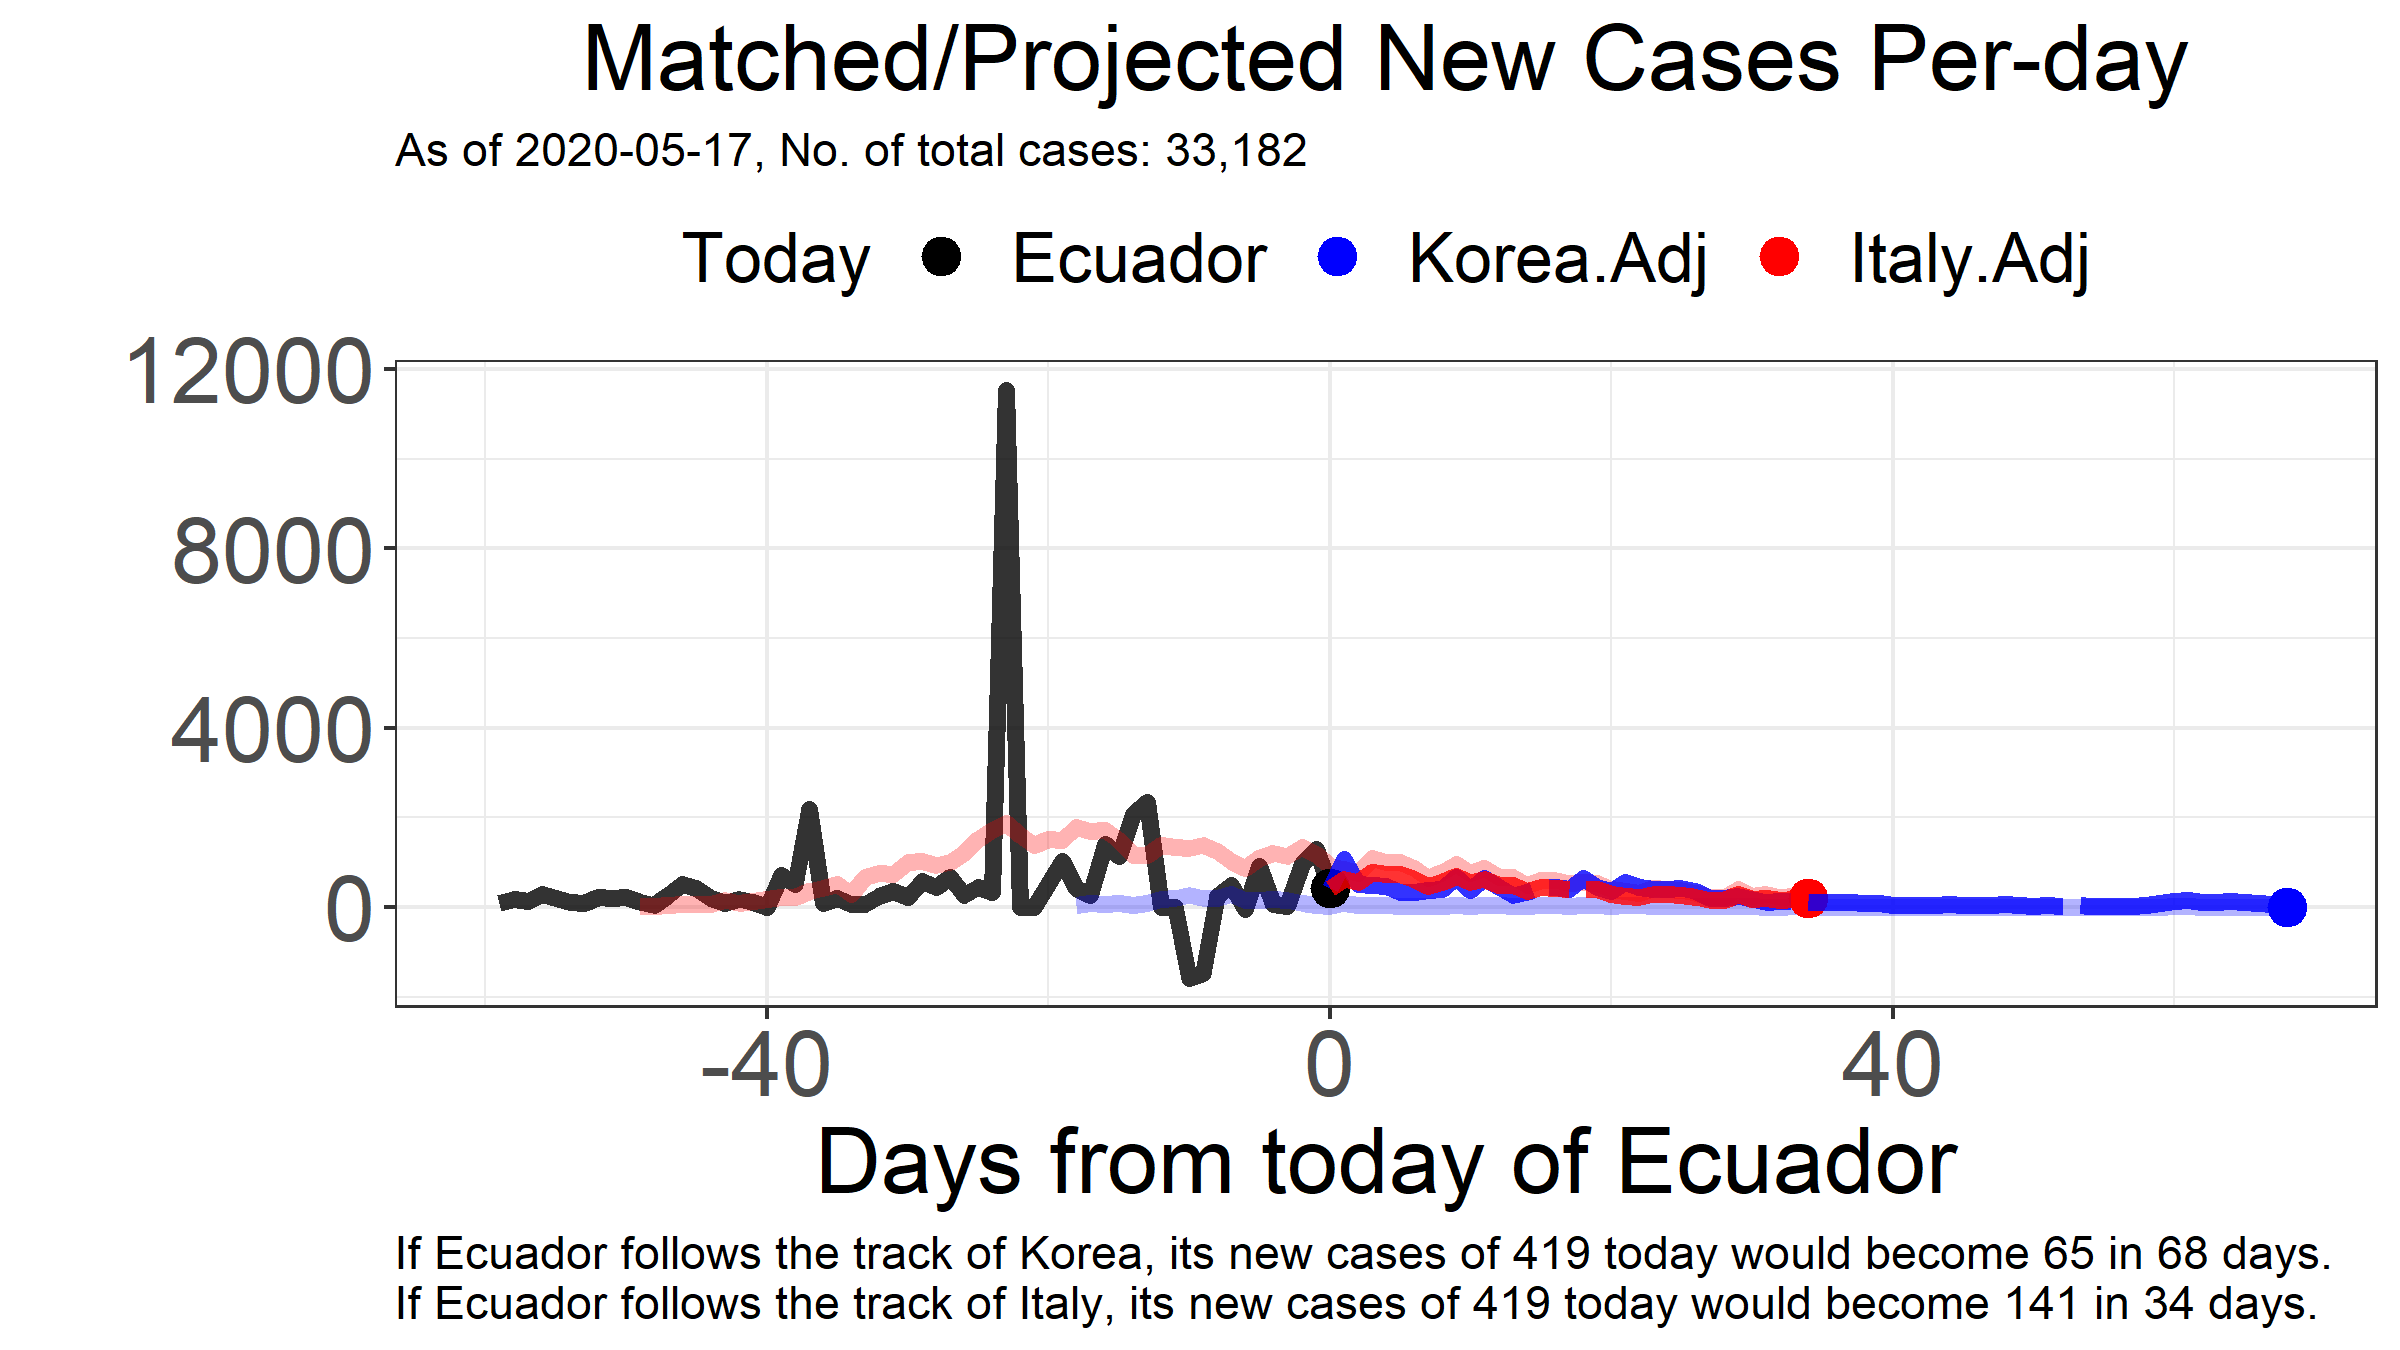 Matched/Projected New Cases Per-day
As of 2020-05-17, No. of total cases: 33,182
Today Ecuador Korea.Adj Italy.Adj
12000
8000
4000
0
-40 0 40
Days from today of Ecuador
If Ecuador follows the track of Korea, its new cases of 419 today would become 65 in 68 days.
If Ecuador follows the track of Italy, its new cases of 419 today would become 141 in 34 days.